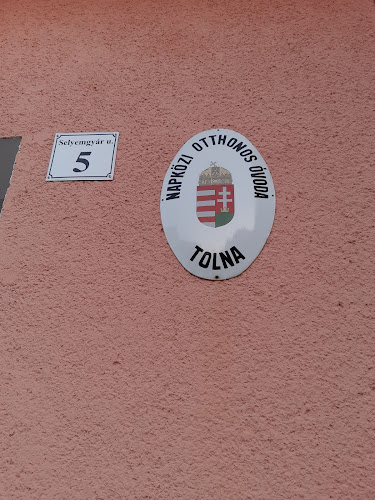 Selyemgyár u.
5
NAPKÖZI OTTHONOS ÓVODA
TOLNA